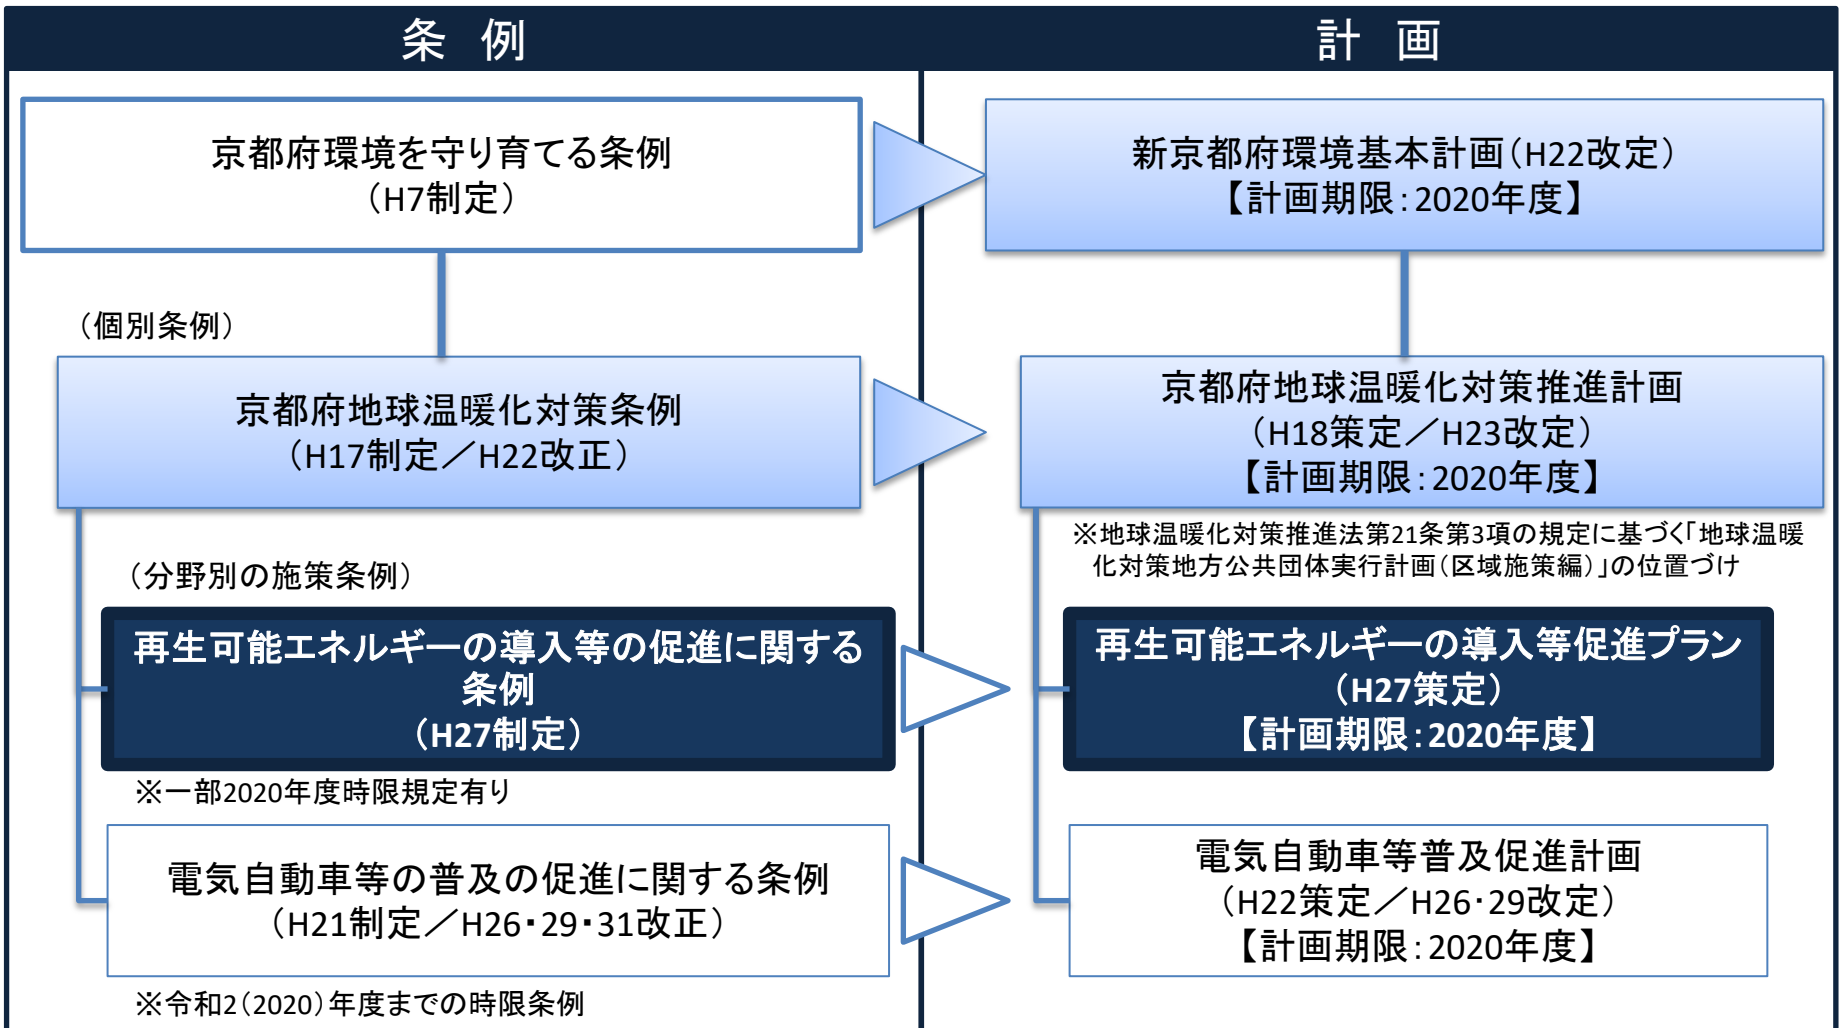 条 例
計 画
京都府環境を守り育てる条例
（H7制定）
新京都府環境基本計画（H22改定）
【計画期限：2020年度】
（個別条例）
京都府地球温暖化対策条例
（H17制定／H22改正）
京都府地球温暖化対策推進計画
（H18策定／H23改定）
【計画期限：2020年度】
※地球温暖化対策推進法第21条第3項の規定に基づく「地球温暖
化対策地方公共団体実行計画（区域施策編）」の位置づけ
（分野別の施策条例）
再生可能エネルギーの導入等の促進に関する
条例
（H27制定）
再生可能エネルギーの導入等促進プラン
（H27策定）
【計画期限：2020年度】
※一部2020年度時限規定有り
電気自動車等の普及の促進に関する条例
（H21制定／H26・29・31改正）
電気自動車等普及促進計画
（H22策定／H26・29改定）
【計画期限：2020年度】
※令和2（2020）年度までの時限条例